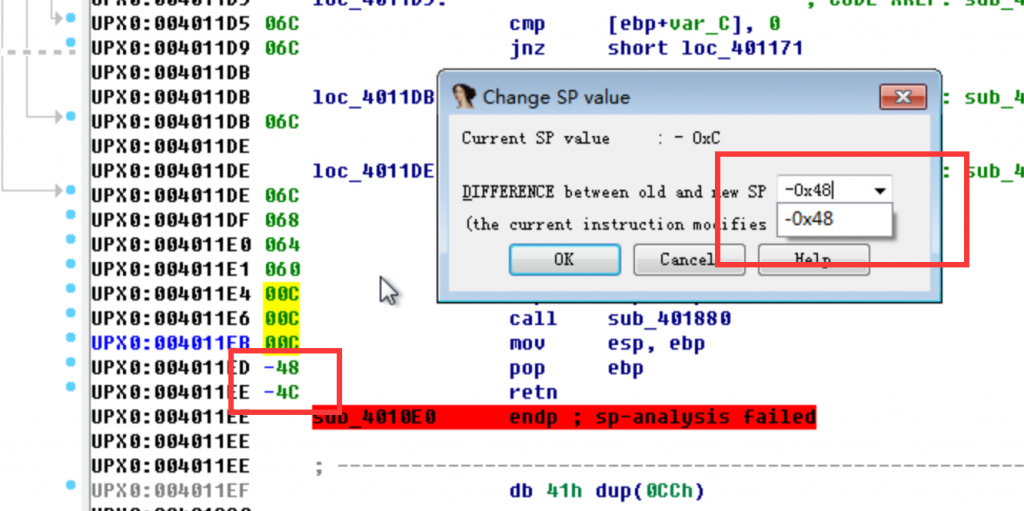 UPX0:004011D5 loc_4011D5: ; CODE XREF: sub_4
UPX0:004011D5 06C cmp [ebp+var_C], 0
UPX0:004011D9 06C jnz short loc_401171
UPX0:004011DB
UPX0:004011DB loc_4011DB : sub_4
UPX0:004011DB 06C
UPX0:004011DE
UPX0:004011DE loc_4011DE : sub_4
UPX0:004011DE 06C
UPX0:004011DF 068
UPX0:004011E0 064
UPX0:004011E1 060
UPX0:004011E4 00C
UPX0:004011E6 00C call sub_401880
UPX0:004011EB 00C mov esp, ebp
UPX0:004011ED -48 pop ebp
UPX0:004011EE -4C retn
UPX0:004011EE sub_4010E0 endp ; sp-analysis failed
UPX0:004011EE
UPX0:004011EE ; ---------------------------------------------------------------
UPX0:004011EF db 41h dup(0CCh)
Change SP value
Current SP value : - 0xC
DIFFERENCE between old and new SP -0x48
-0x48
(the current instruction modifies
OK Cancel Help